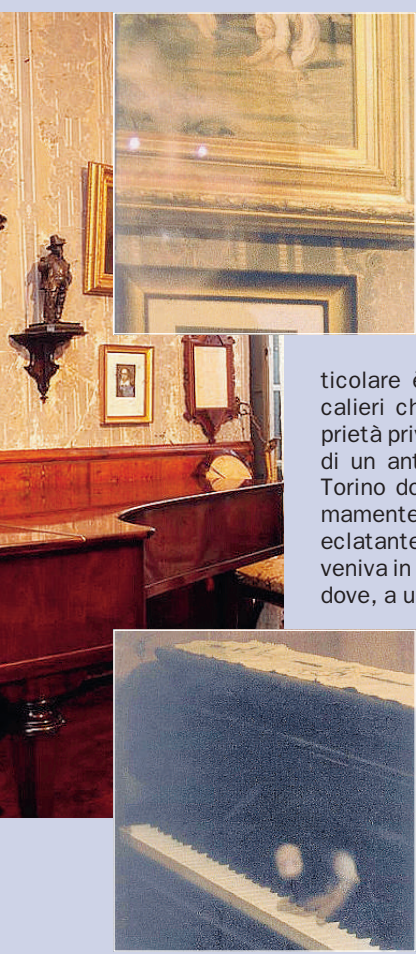 ticolare è
calieri ch
prietà priv
di un ant
Torino do
mamente
eclatante
veniva in
dove, a u